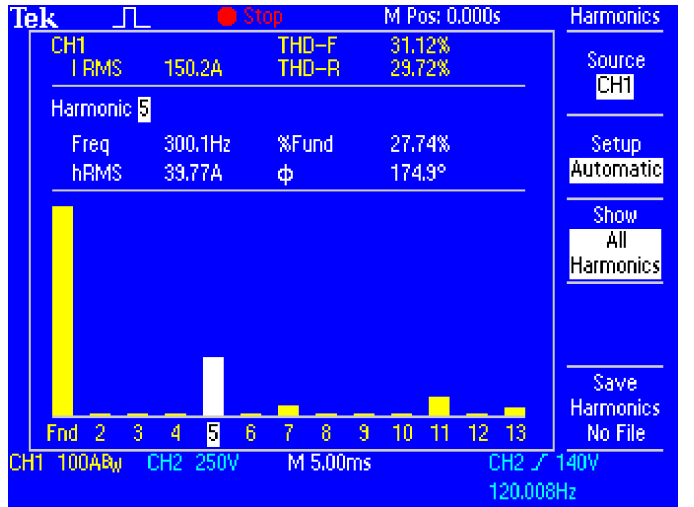 Tek Stop M Pos: 0.000s Harmonics
CH1 THD-F 31.12%
I RMS 150.2A THD-R 29.72%
Harmonic 5
Freq 300.1Hz %Fund 27.74%
hRMS 39.77A ϕ 174.9°
Fnd 2 3 4 5 6 7 8 9 10 11 12 13
CH1 100ABW CH2 250V M 5.00ms CH2 140V
120.008Hz
Source
CH1
Setup
Automatic
Show
All
Harmonics
Save
Harmonics
No File